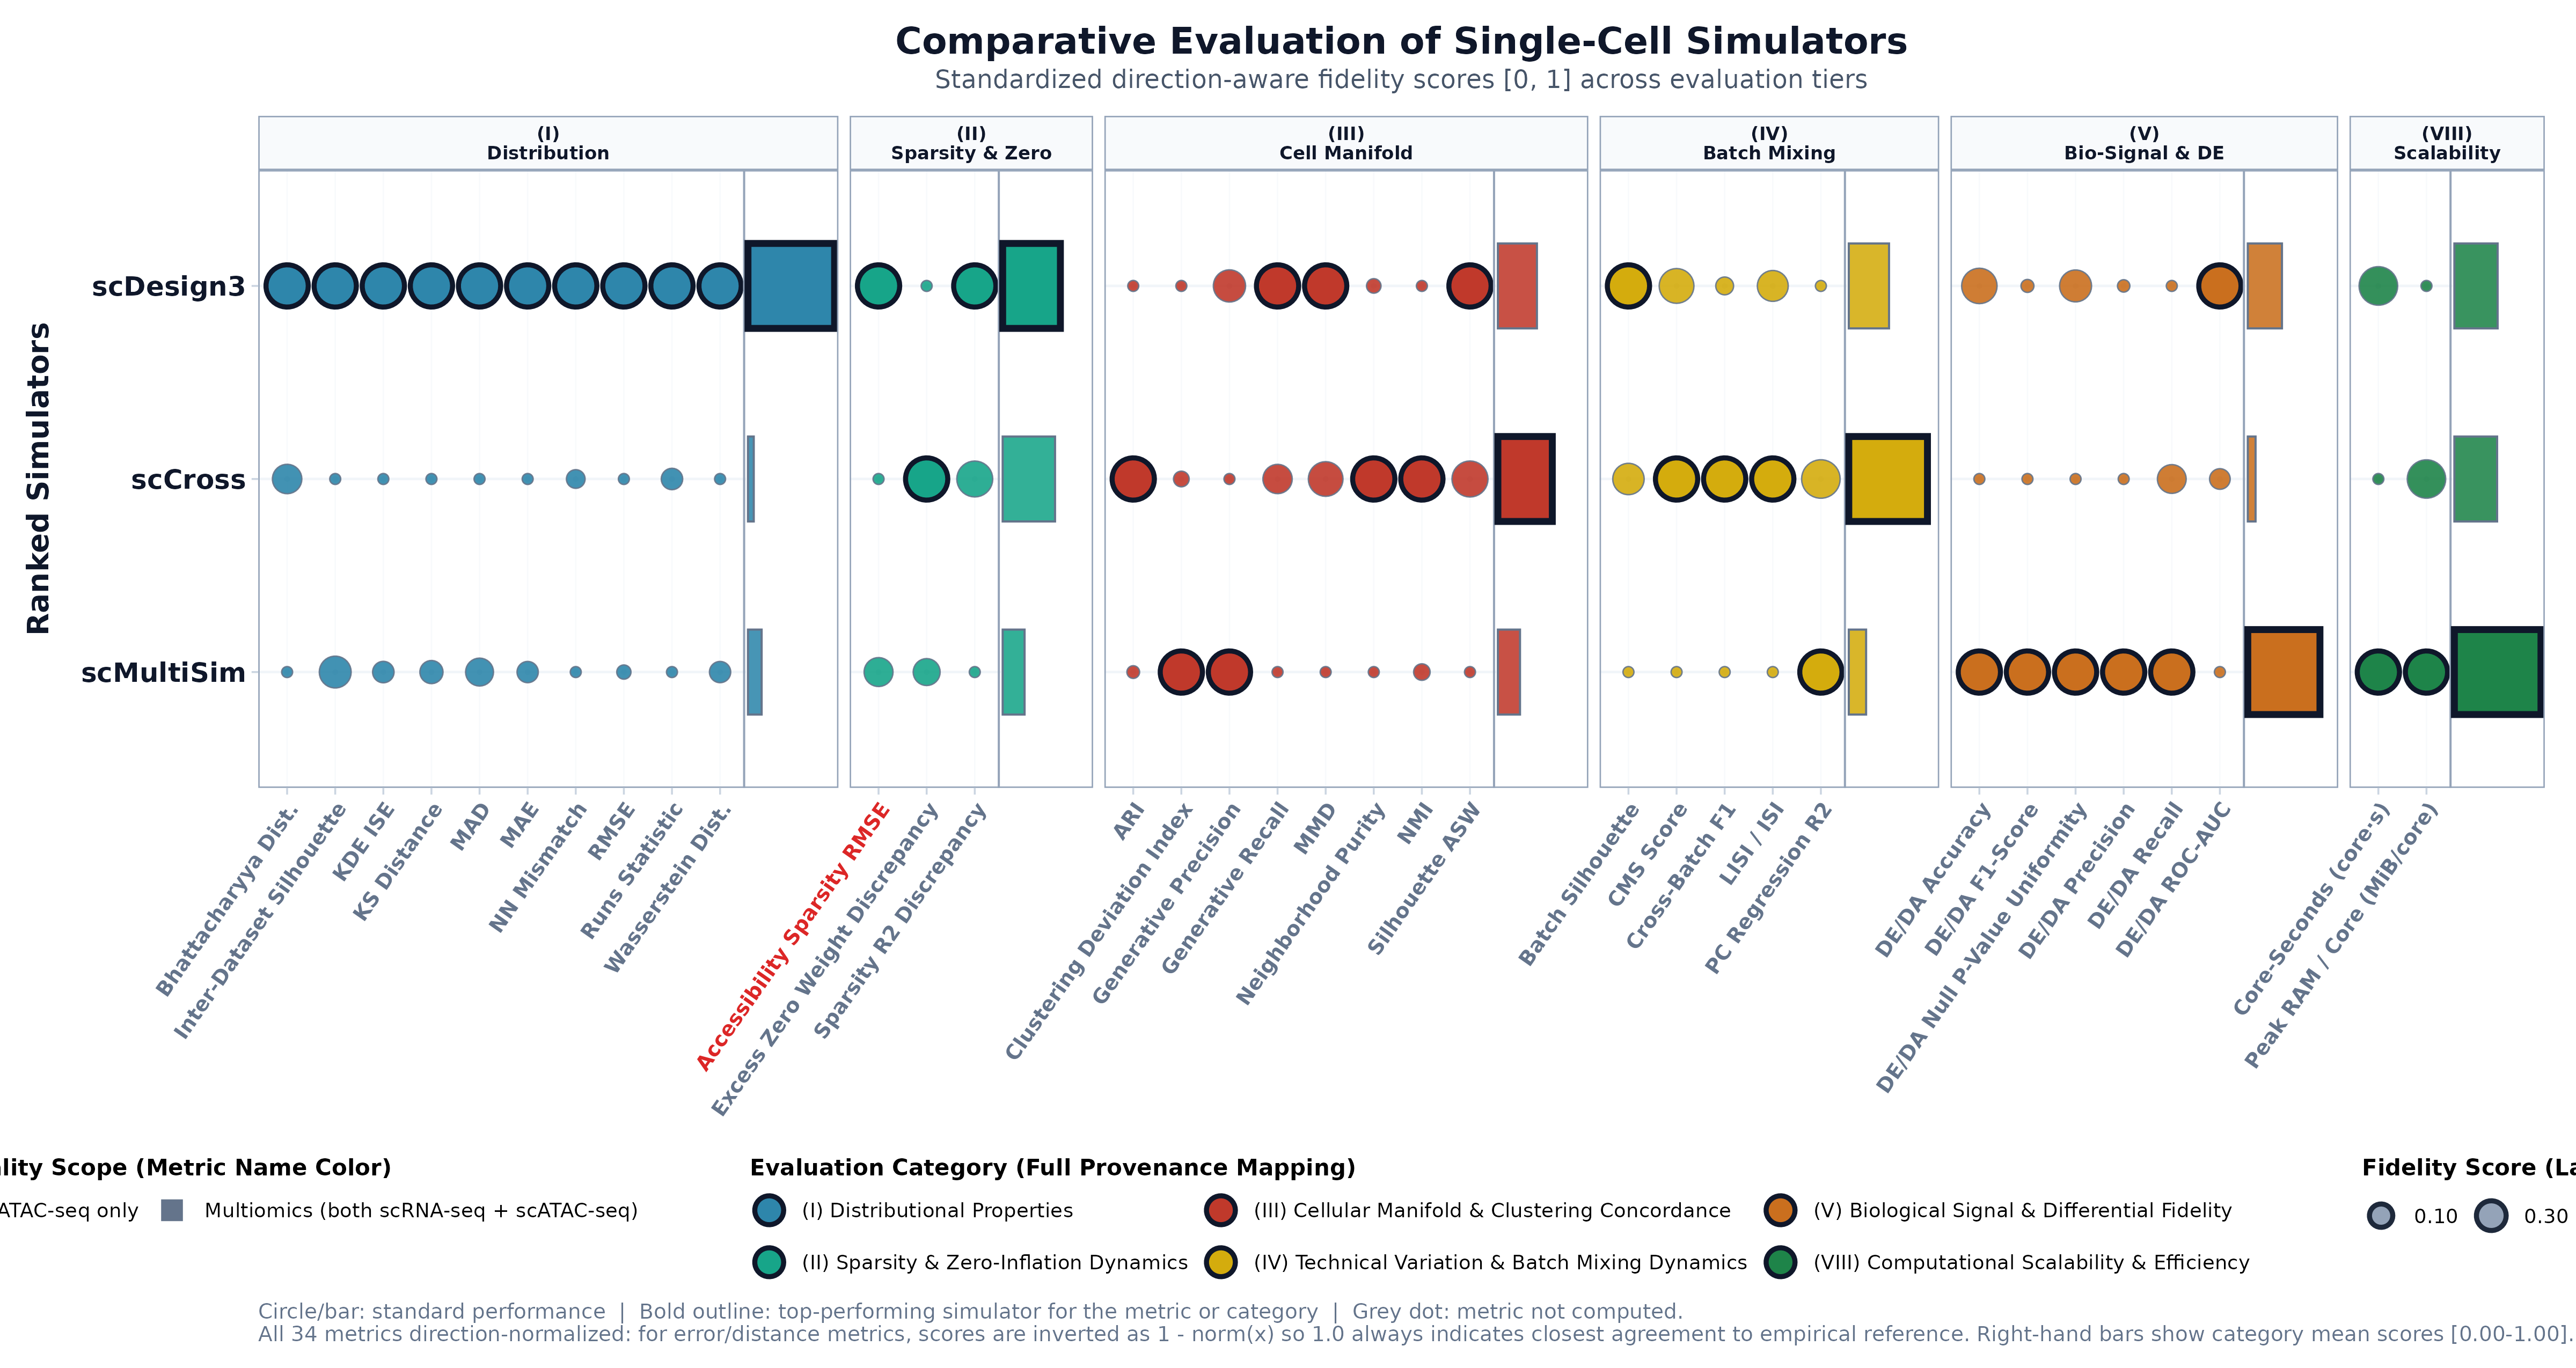 Comparative Evaluation of Single-Cell Simulators
Standardized direction-aware fidelity scores [0, 1] across evaluation tiers
(I)
Distribution
(II)
Sparsity & Zero
(III)
Cell Manifold
(IV)
Batch Mixing
(V)
Bio-Signal & DE
(VIII)
Scalability
Ranked Simulators
scDesign3
scCross
scMultiSim
Bhattacharyya Dist.
Inter-Dataset Silhouette
KDE ISE
KS Distance
MAD
MAE
NN Mismatch
RMSE
Runs Statistic
Wasserstein Dist.
Accessibility Sparsity RMSE
Excess Zero Weight Discrepancy
Sparsity R2 Discrepancy
ARI
Clustering Deviation Index
Generative Precision
Generative Recall
MMD
Neighborhood Purity
NMI
Silhouette ASW
Batch Silhouette
CMS Score
Cross-Batch F1
LISI / ISI
PC Regression R2
DE/DA Accuracy
DE/DA F1-Score
DE/DA Null P-Value Uniformity
DE/DA Precision
DE/DA Recall
DE/DA ROC-AUC
Core-Seconds (core·s)
Peak RAM / Core (MiB/core)
lity Scope (Metric Name Color)
ATAC-seq only
Multiomics (both scRNA-seq + scATAC-seq)
Evaluation Category (Full Provenance Mapping)
(I) Distributional Properties
(III) Cellular Manifold & Clustering Concordance
(V) Biological Signal & Differential Fidelity
(II) Sparsity & Zero-Inflation Dynamics
(IV) Technical Variation & Batch Mixing Dynamics
(VIII) Computational Scalability & Efficiency
Fidelity Score (La
0.10
0.30
Circle/bar: standard performance | Bold outline: top-performing simulator for the metric or category | Grey dot: metric not computed.
All 34 metrics direction-normalized: for error/distance metrics, scores are inverted as 1 - norm(x) so 1.0 always indicates closest agreement to empirical reference. Right-hand bars show category mean scores [0.00-1.00].